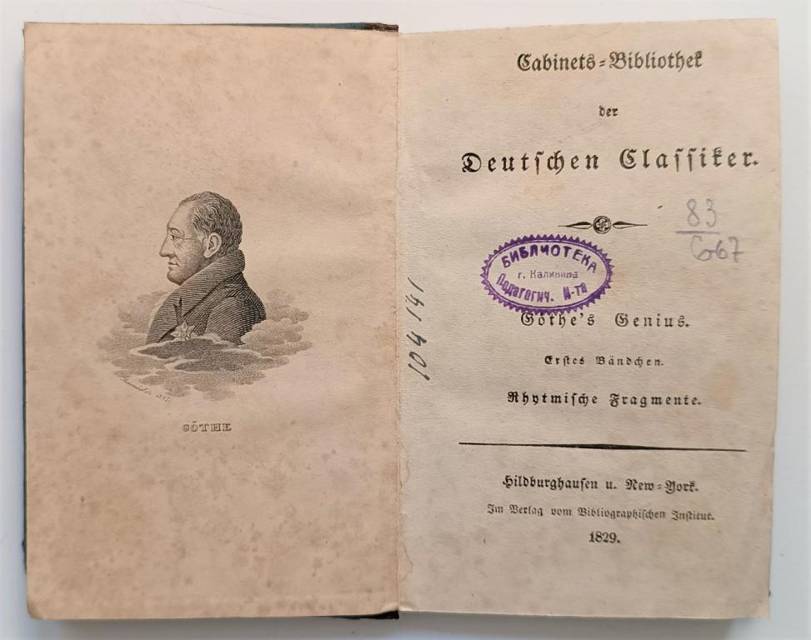 GÖTHE
Cabinets=Bibliothek
der
Deutſchen Claſſiker.
83
БИБЛИОТЕКА
г. Калинина
Педагогич. И-та
104141
Göthe's Genius.
Erſtes Bändchen.
Rhytmiſche Fragmente.
Hildburghauſen u. New=York.
Im Verlag vom Bibliographiſchen Inſtitut.
1829.